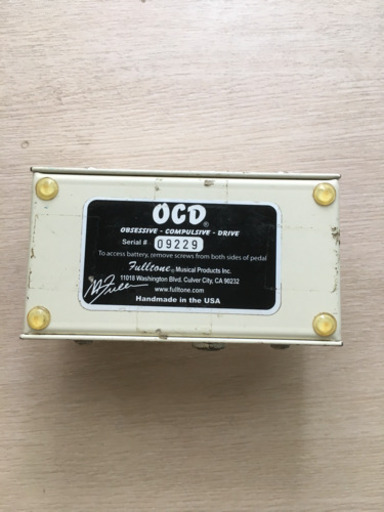 OCD®
OBSESSIVE - COMPULSIVE - DRIVE
Serial # 09229
To access battery, remove screws from both sides of pedal
Fulltone® Musical Products Inc.
11018 Washington Blvd. Culver City, CA 90232
www.fulltone.com
Handmade in the USA